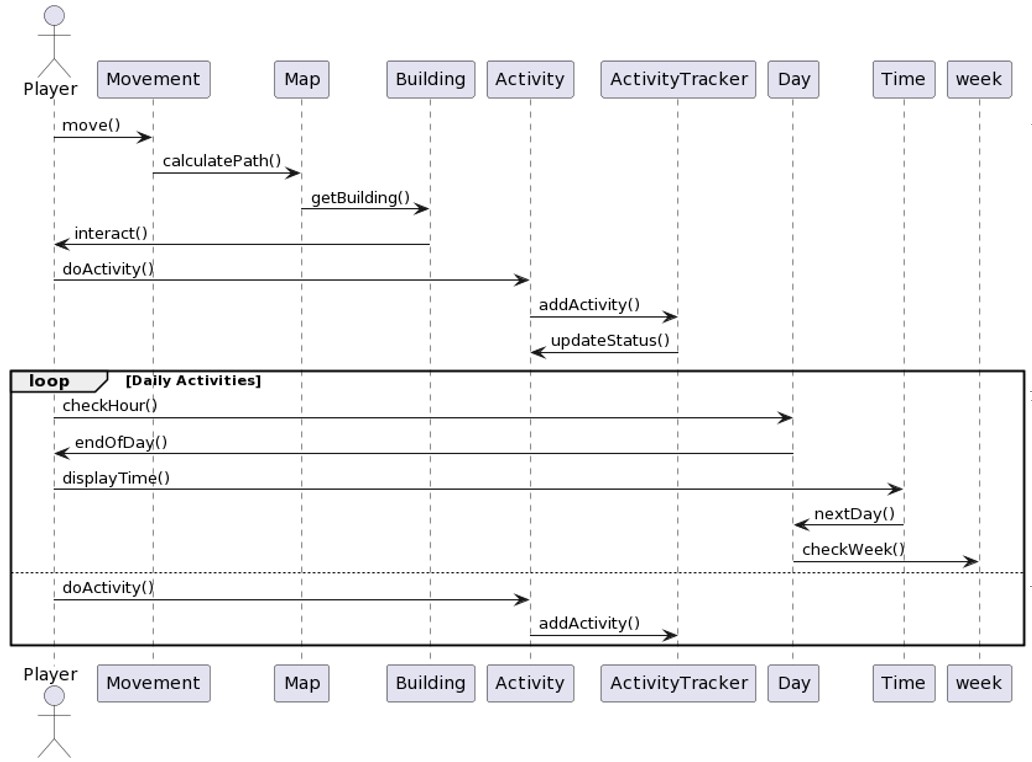 Player
Movement
Map
Building
Activity
ActivityTracker
Day
Time
week
move()
calculatePath()
getBuilding()
interact()
doActivity()
addActivity()
updateStatus()
loop
[Daily Activities]
checkHour()
endOfDay()
displayTime()
nextDay()
checkWeek()
doActivity()
addActivity()
Player
Movement
Map
Building
Activity
ActivityTracker
Day
Time
week